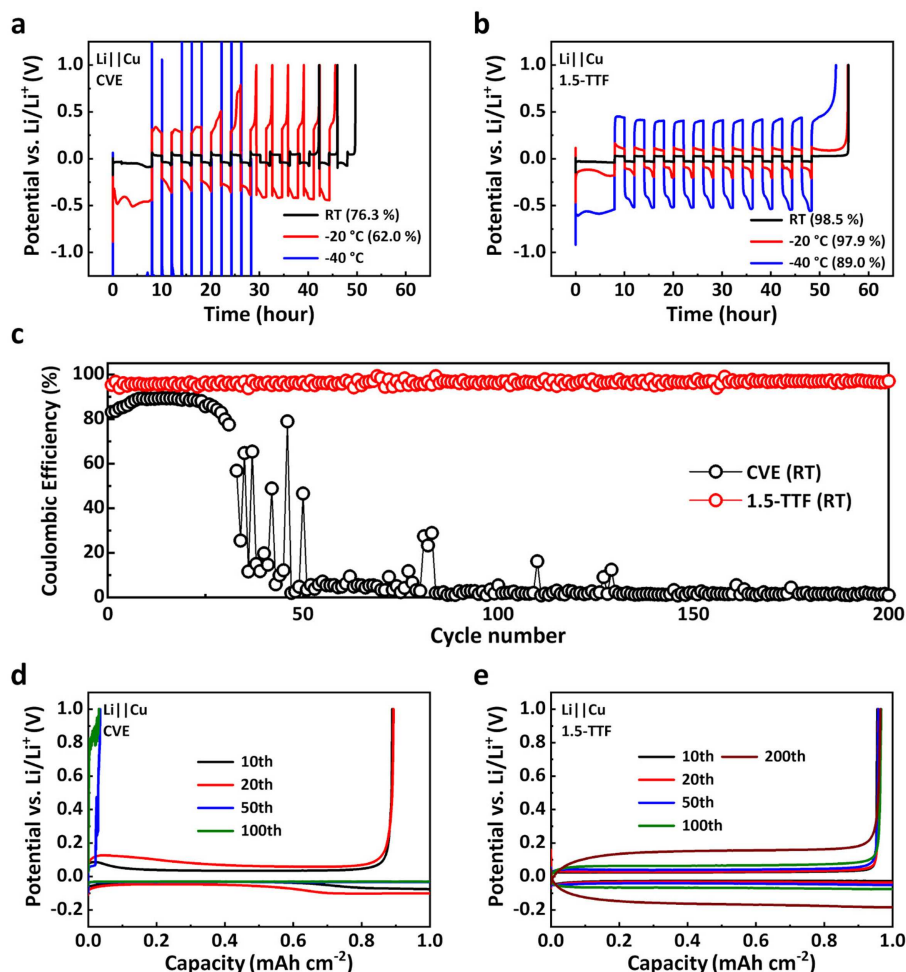 a
Li||Cu
CVE
Potential vs. Li/Li⁺ (V)
1.0
0.5
0.0
-0.5
-1.0
RT (76.3 %)
-20 °C (62.0 %)
-40 °C
0 10 20 30 40 50 60
Time (hour)
b
Li||Cu
1.5-TTF
Potential vs. Li/Li⁺ (V)
1.0
0.5
0.0
-0.5
-1.0
RT (98.5 %)
-20 °C (97.9 %)
-40 °C (89.0 %)
0 10 20 30 40 50 60
Time (hour)
c
Coulombic Efficiency (%)
100
80
60
40
20
0
CVE (RT)
1.5-TTF (RT)
0 50 100 150 200
Cycle number
d
Li||Cu
CVE
Potential vs. Li/Li⁺ (V)
1.0
0.8
0.6
0.4
0.2
0.0
-0.2
10th
20th
50th
100th
0.0 0.2 0.4 0.6 0.8 1.0
Capacity (mAh cm⁻²)
e
Li||Cu
1.5-TTF
Potential vs. Li/Li⁺ (V)
1.0
0.8
0.6
0.4
0.2
0.0
-0.2
10th 200th
20th
50th
100th
0.0 0.2 0.4 0.6 0.8 1.0
Capacity (mAh cm⁻²)